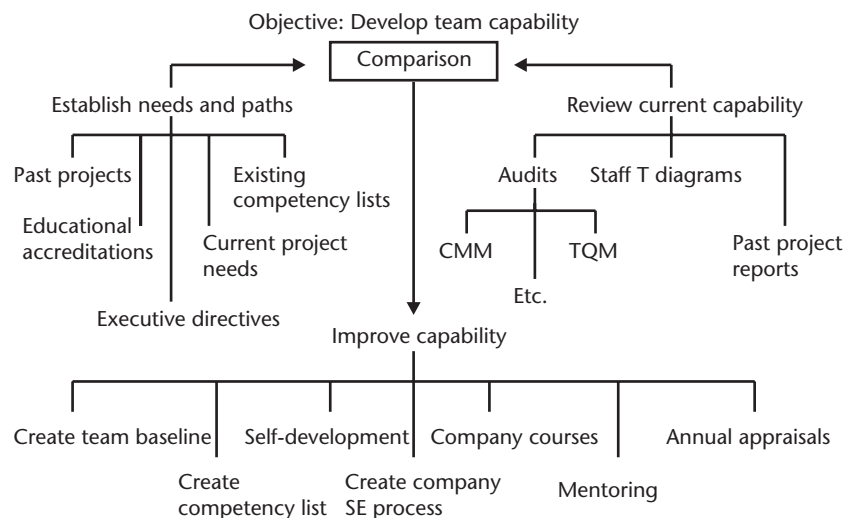 Objective: Develop team capability
Comparison
Establish needs and paths
Review current capability
Past projects
Educational
accreditations
Executive directives
Current project
needs
Existing
competency lists
Audits
CMM
Etc.
TQM
Staff T diagrams
Past project
reports
Improve capability
Create team baseline
Create
competency list
Self-development
Create company
SE process
Company courses
Mentoring
Annual appraisals